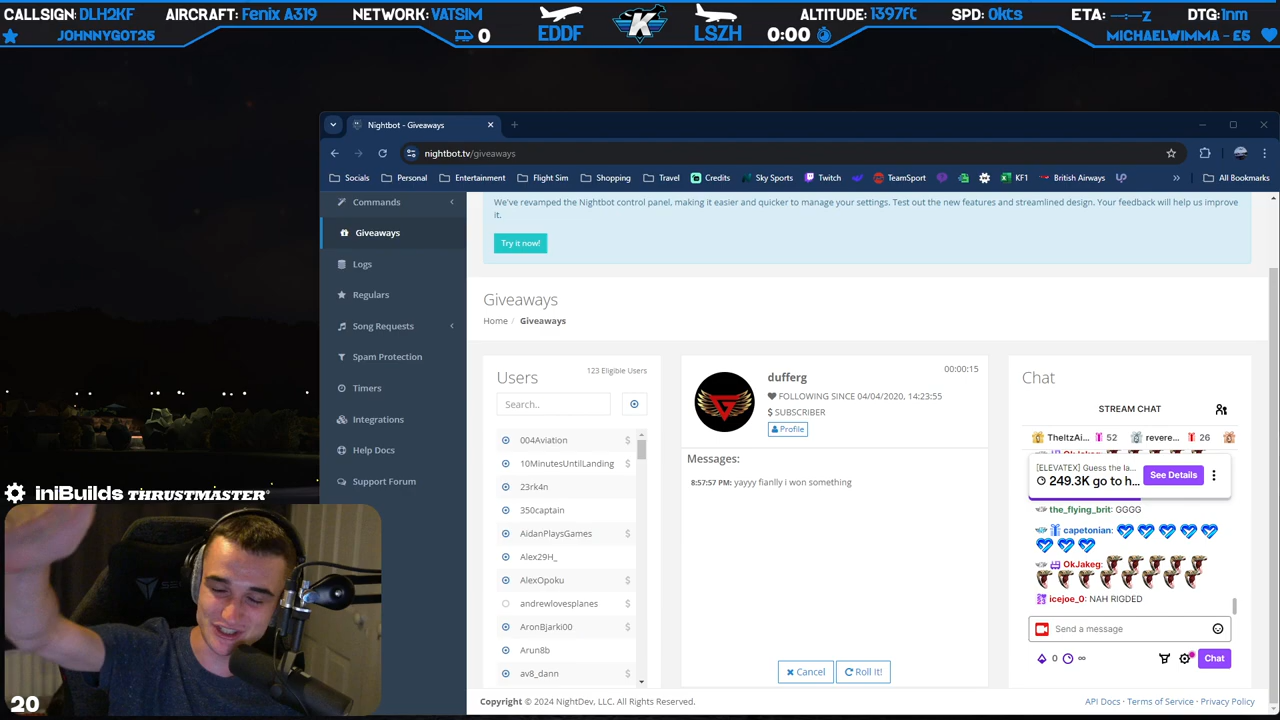 CALLSIGN: DLH2KF
AIRCRAFT: Fenix A319
NETWORK: VATSIM
ALTITUDE: 1397ft
SPD: 0kts
ETA: --:--z
DTG: 1nm
JOHNNYGOT25
0
EDDF
K
LSZH
0:00
MICHAELWIMMA - E5
Nightbot - Giveaways
nightbot.tv/giveaways
Socials
Personal
Entertainment
Flight Sim
Shopping
Travel
Credits
Sky Sports
Twitch
TeamSport
KF1
British Airways
All Bookmarks
Commands
Giveaways
Logs
Regulars
Song Requests
Spam Protection
Timers
Integrations
Help Docs
Support Forum
We've revamped the Nightbot control panel, making it easier and quicker to manage your settings. Test out the new features and streamlined design. Your feedback will help us improve
it.
Try it now!
Giveaways
Home / Giveaways
Users
123 Eligible Users
Search..
004Aviation $
10MinutesUntilLanding $
23rk4n
350captain
AidanPlaysGames $
Alex29H_
AlexOpoku $
andrewlovesplanes $
AronBjarki00 $
Arun8b
av8_dann $
dufferg
00:00:15
FOLLOWING SINCE 04/04/2020, 14:23:55
$ SUBSCRIBER
Profile
Messages:
8:57:57 PM: yayyy fianlly i won something
Cancel
Roll It!
Chat
STREAM CHAT
TheItzAi... 52
revere... 26
[ELEVATEX] Guess the la...
249.3K go to h...
See Details
the_flying_brit: GGGG
capetonian:
OkJakeg:
icejoe_0: NAH RIGDED
Send a message
0
∞
Chat
Copyright © 2024 NightDev, LLC. All Rights Reserved.
API Docs - Terms of Service - Privacy Policy
iniBuilds THRUSTMASTER
20